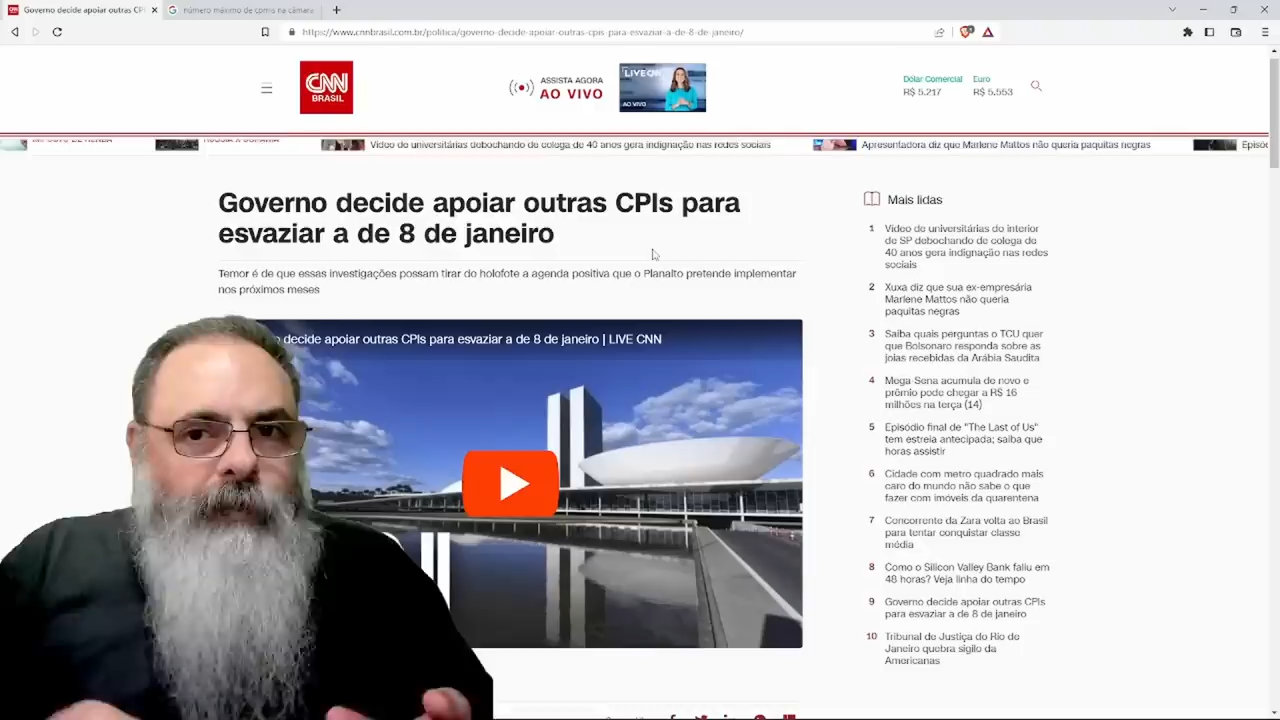 Governo decide apoiar outras CPI
número máximo de cpmis na câmara
https://www.cnnbrasil.com.br/politica/governo-decide-apoiar-outras-cpis-para-esvaziar-a-de-8-de-janeiro/
CNN
BRASIL
ASSISTA AGORA
AO VIVO
LIVE
AO VIVO
Dólar Comercial
R$ 5.217
Euro
R$ 5.553
Vídeo de universitárias debochando de colega de 40 anos gera indignação nas redes sociais
Apresentadora diz que Marlene Mattos não queria paquitas negras
Episód
Governo decide apoiar outras CPIs para
esvaziar a de 8 de janeiro
Temor é de que essas investigações possam tirar do holofote a agenda positiva que o Planalto pretende implementar
nos próximos meses
decide apoiar outras CPIs para esvaziar a de 8 de janeiro | LIVE CNN
Mais lidas
1 Vídeo de universitárias do interior
de SP debochando de colega de
40 anos gera indignação nas redes
sociais
2 Xuxa diz que sua ex-empresária
Marlene Mattos não queria
paquitas negras
3 Saiba quais perguntas o TCU quer
que Bolsonaro responda sobre as
joias recebidas da Arábia Saudita
4 Mega-Sena acumula de novo e
prêmio pode chegar a R$ 16
milhões na terça (14)
5 Episódio final de "The Last of Us"
tem estreia antecipada; saiba que
horas assistir
6 Cidade com metro quadrado mais
caro do mundo não sabe o que
fazer com imóveis da quarentena
7 Concorrente da Zara volta ao Brasil
para tentar conquistar classe
média
8 Como o Silicon Valley Bank faliu em
48 horas? Veja linha do tempo
9 Governo decide apoiar outras CPIs
para esvaziar a de 8 de janeiro
10 Tribunal de Justiça do Rio de
Janeiro quebra sigilo da
Americanas